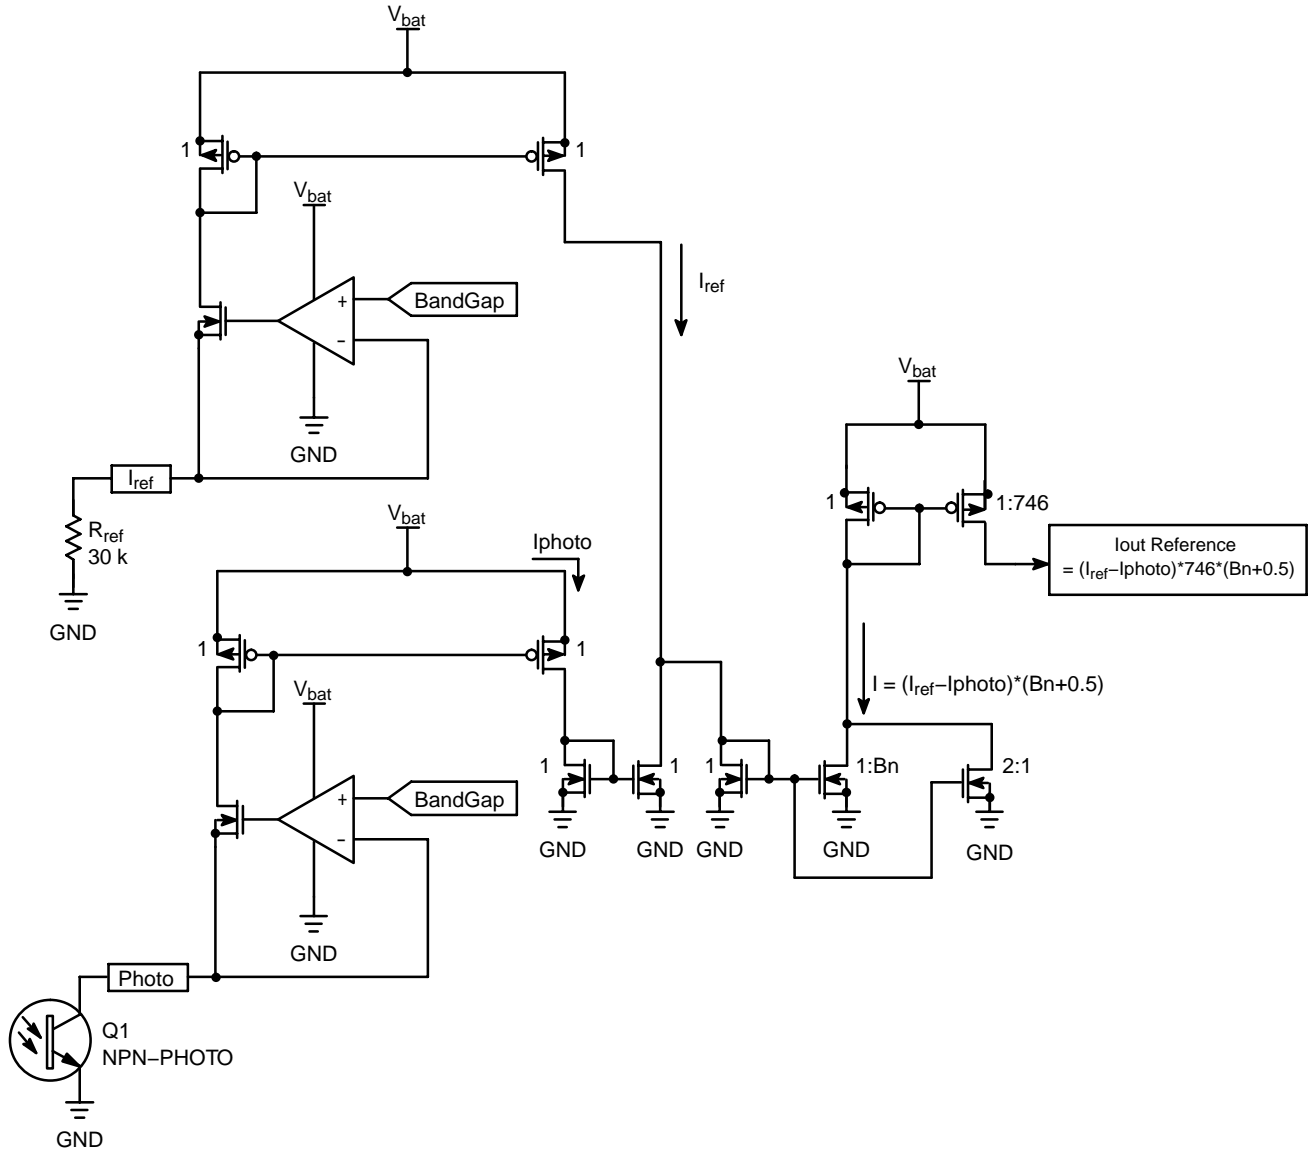 Vbat
1
1
Vbat
+
BandGap
−
Iref
GND
Iref
Rref
30 k
GND
Vbat
1
1:746
Iout Reference
= (Iref−Iphoto)*746*(Bn+0.5)
Vbat
Iphoto
1
1
Vbat
I = (Iref−Iphoto)*(Bn+0.5)
1
1
1
1:Bn
2:1
+
BandGap
−
GND
GND
GND
GND
GND
GND
Photo
Q1
NPN−PHOTO
GND